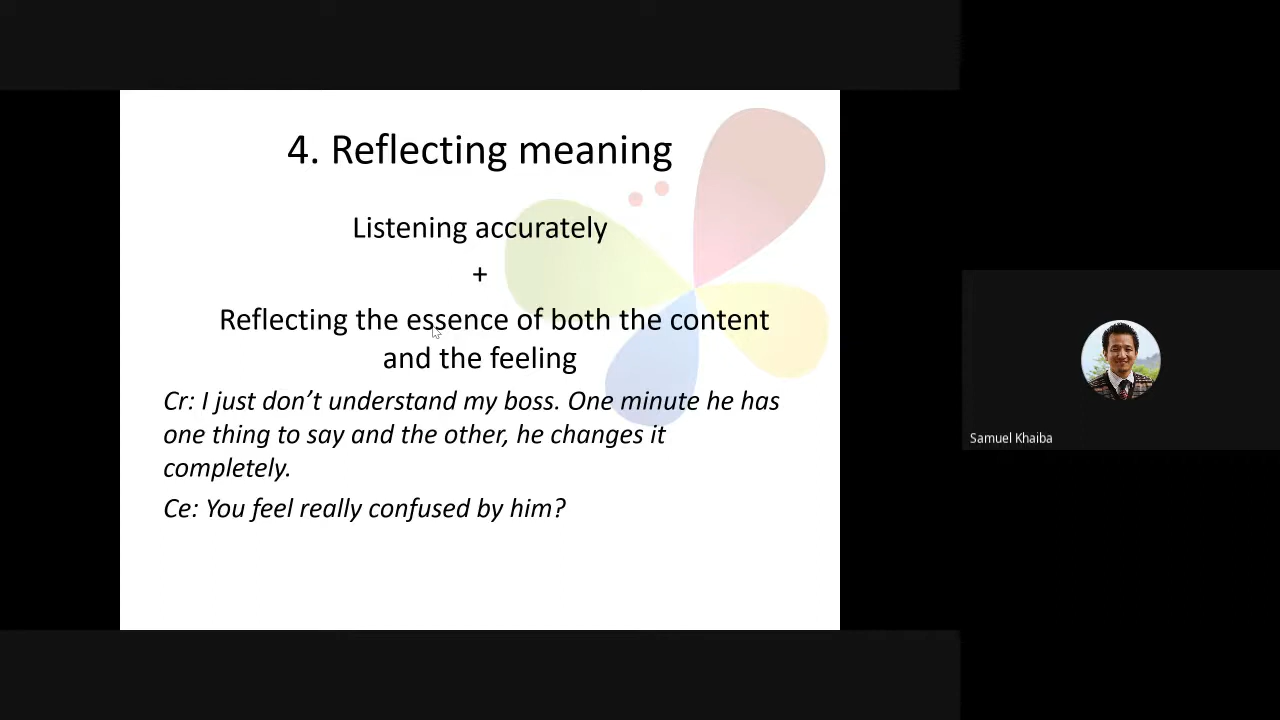 4. Reflecting meaning
Listening accurately
+
Reflecting the essence of both the content
and the feeling
Cr: I just don’t understand my boss. One minute he has
one thing to say and the other, he changes it
completely.
Ce: You feel really confused by him?
Samuel Khaiba